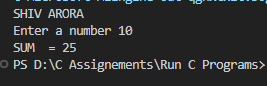 SHIV ARORA
Enter a number 10
SUM  = 25
PS D:\C Assignements\Run C Programs>